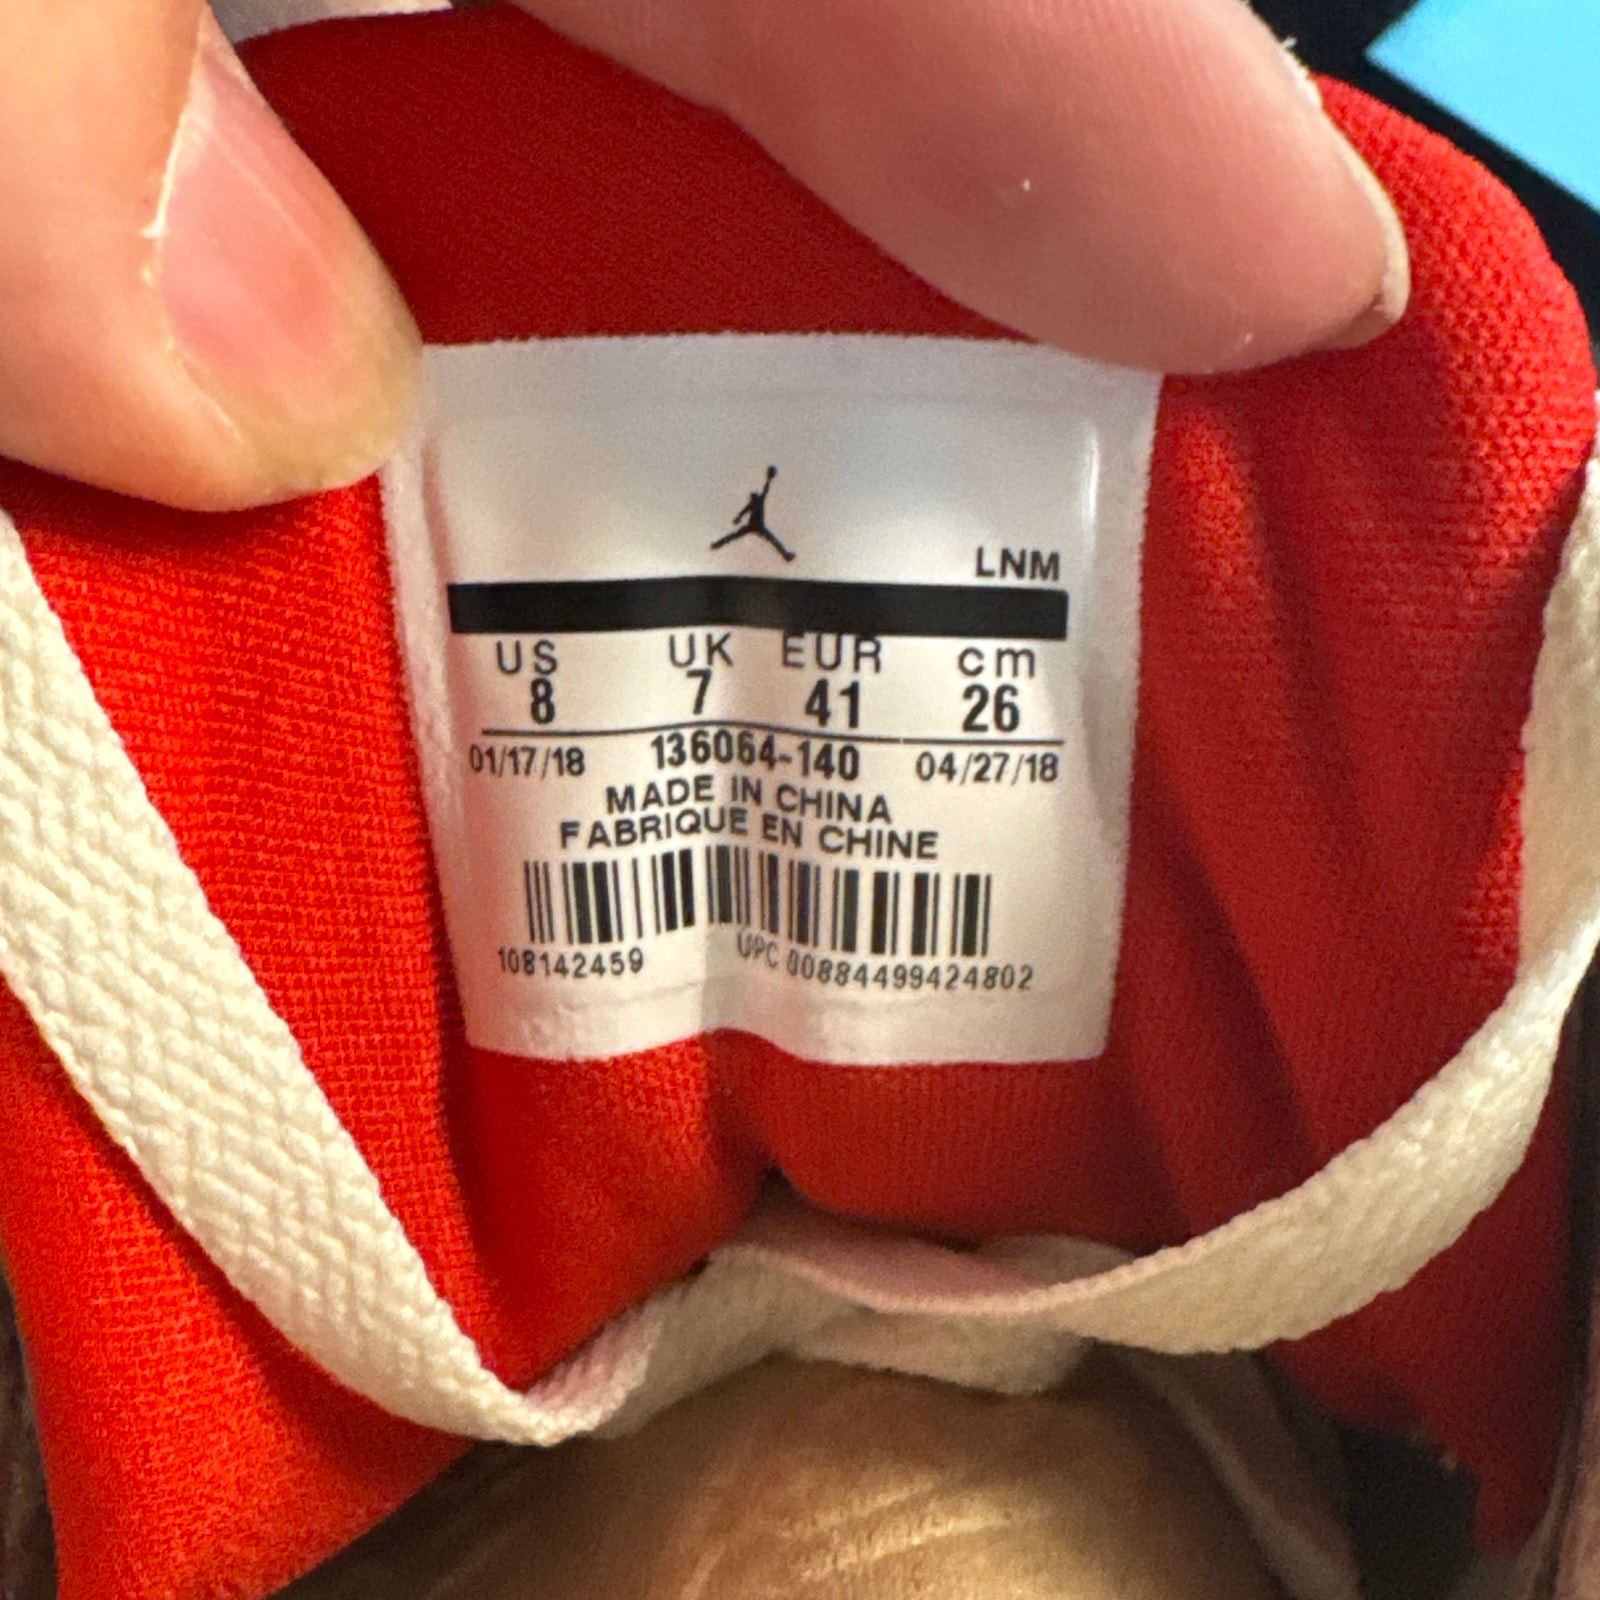 LNM
US UK EUR cm
8 7 41 26
01/17/18 136064-140 04/27/18
MADE IN CHINA
FABRIQUE EN CHINE
108142459 UPC 00884499424802